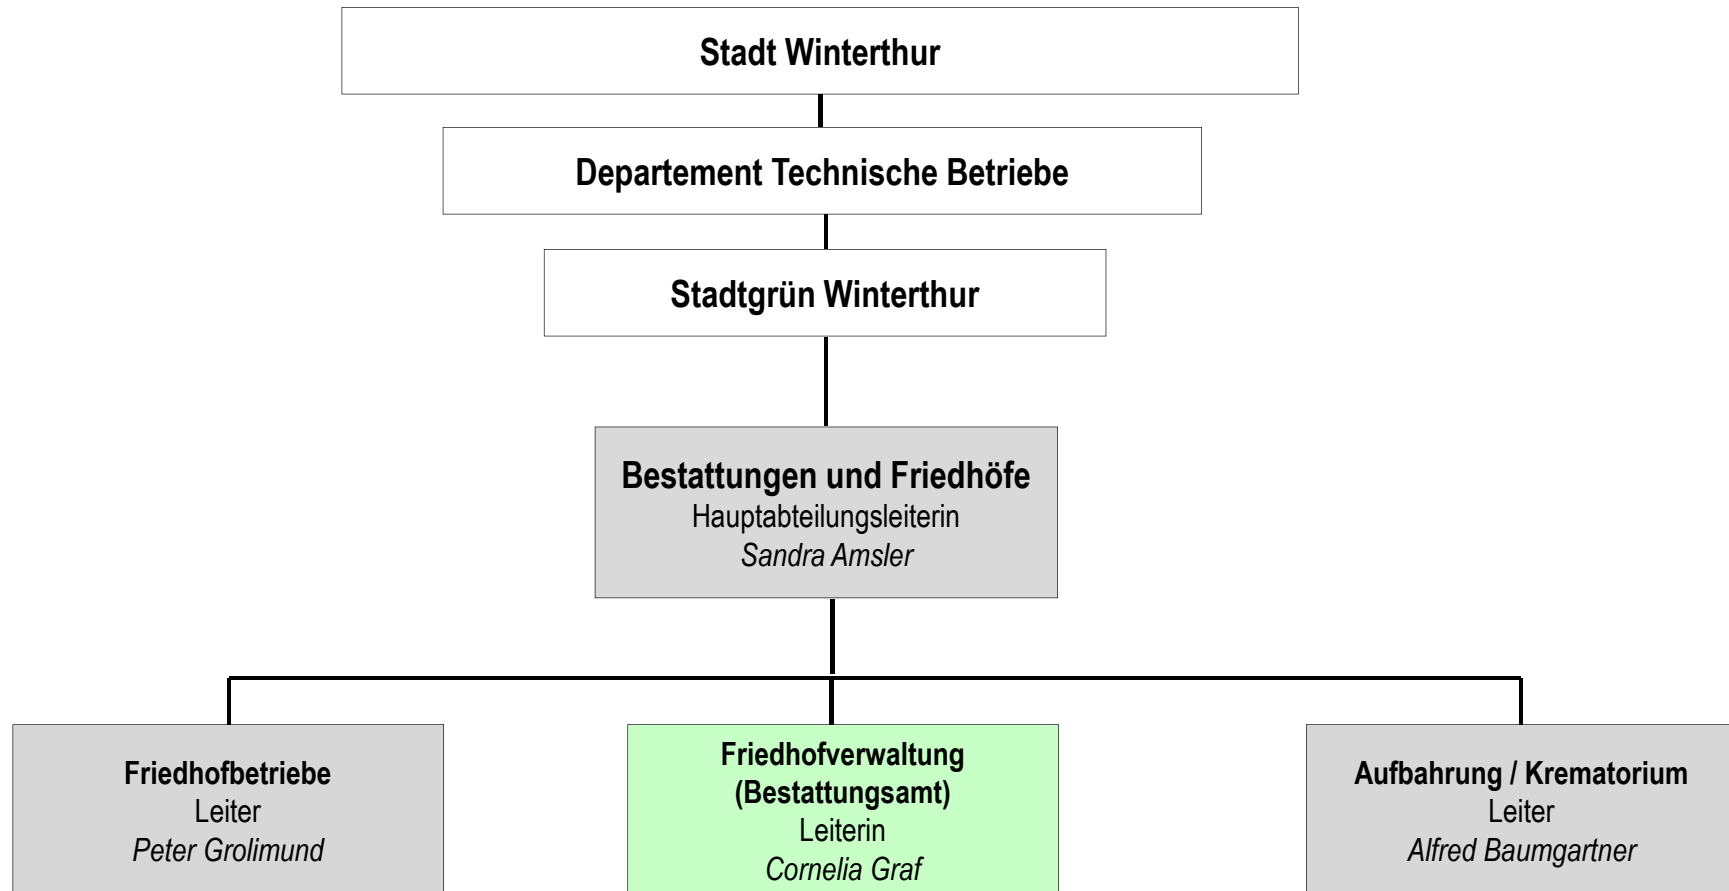 Stadt Winterthur
Departement Technische Betriebe
Stadtgrün Winterthur
Bestattungen und Friedhöfe
Hauptabteilungsleiterin
Sandra Amsler
Friedhofbetriebe
Leiter
Peter Grolimund
Friedhofverwaltung
(Bestattungsamt)
Leiterin
Cornelia Graf
Aufbahrung / Krematorium
Leiter
Alfred Baumgartner